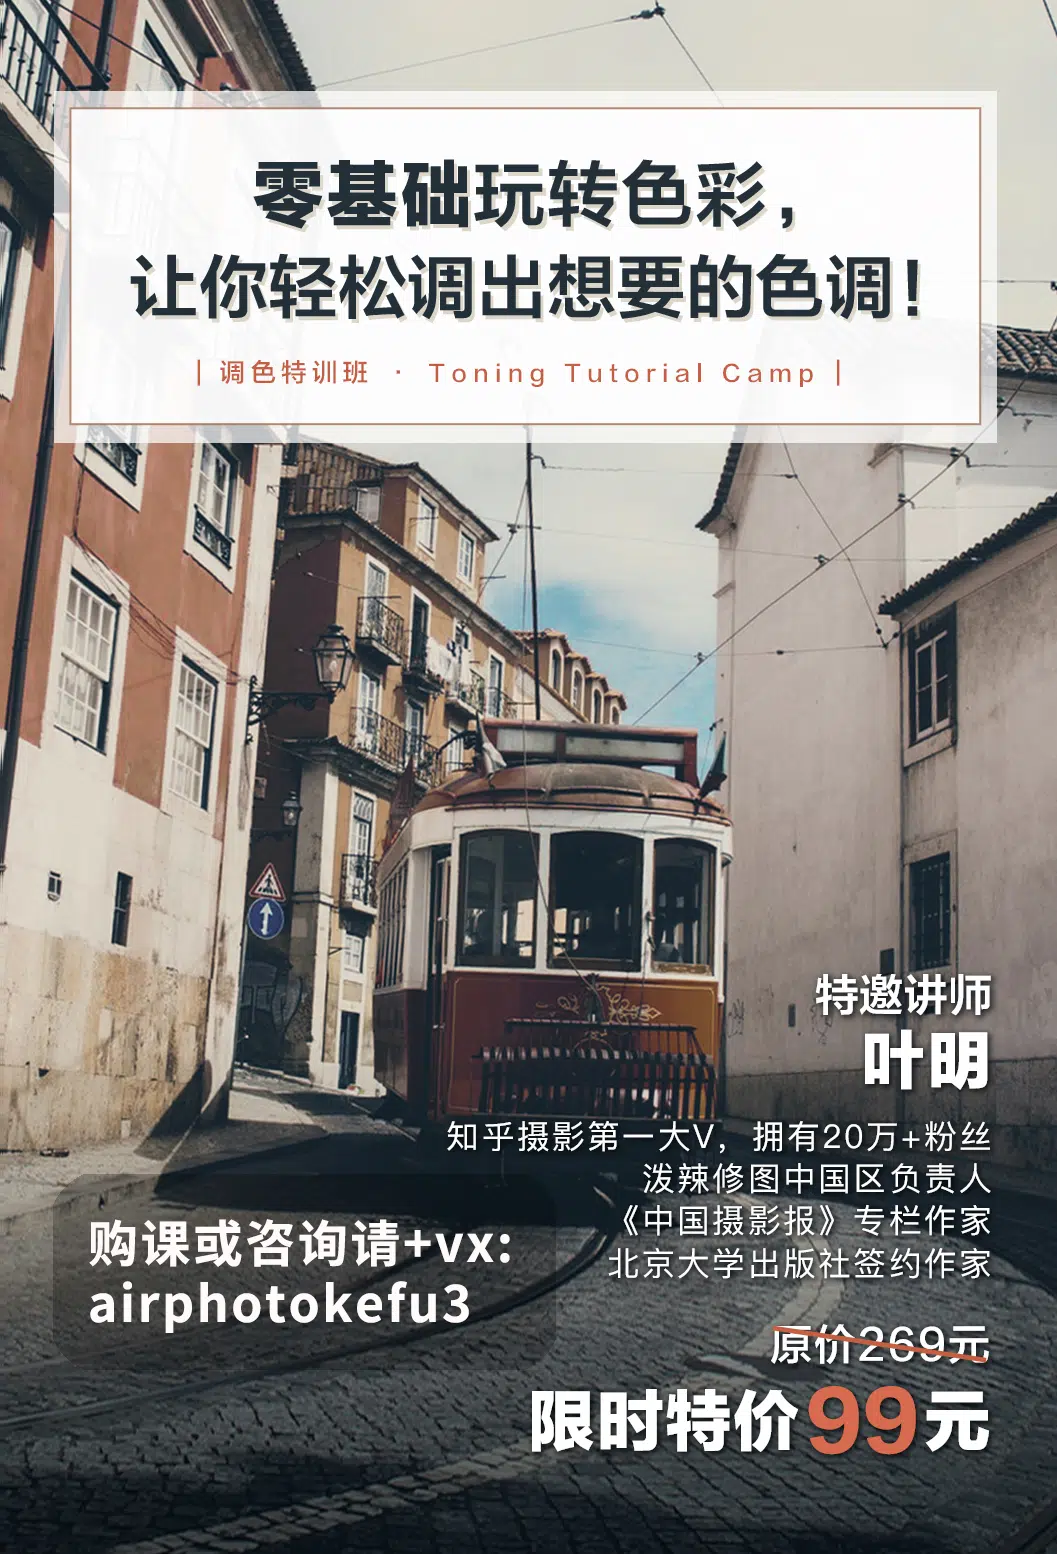 零基础玩转色彩，
让你轻松调出想要的色调！
| 调色特训班 · Toning Tutorial Camp |
特邀讲师
叶明
知乎摄影第一大V，拥有20万+粉丝
泼辣修图中国区负责人
《中国摄影报》专栏作家
北京大学出版社签约作家
购课或咨询请+vx:
airphotokefu3
原价269元
限时特价99元